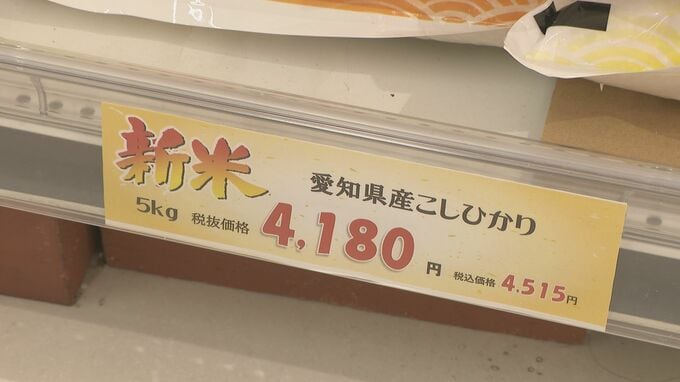 新米
愛知県産こしひかり
5kg 税抜価格 4,180円 税込価格 4.515円